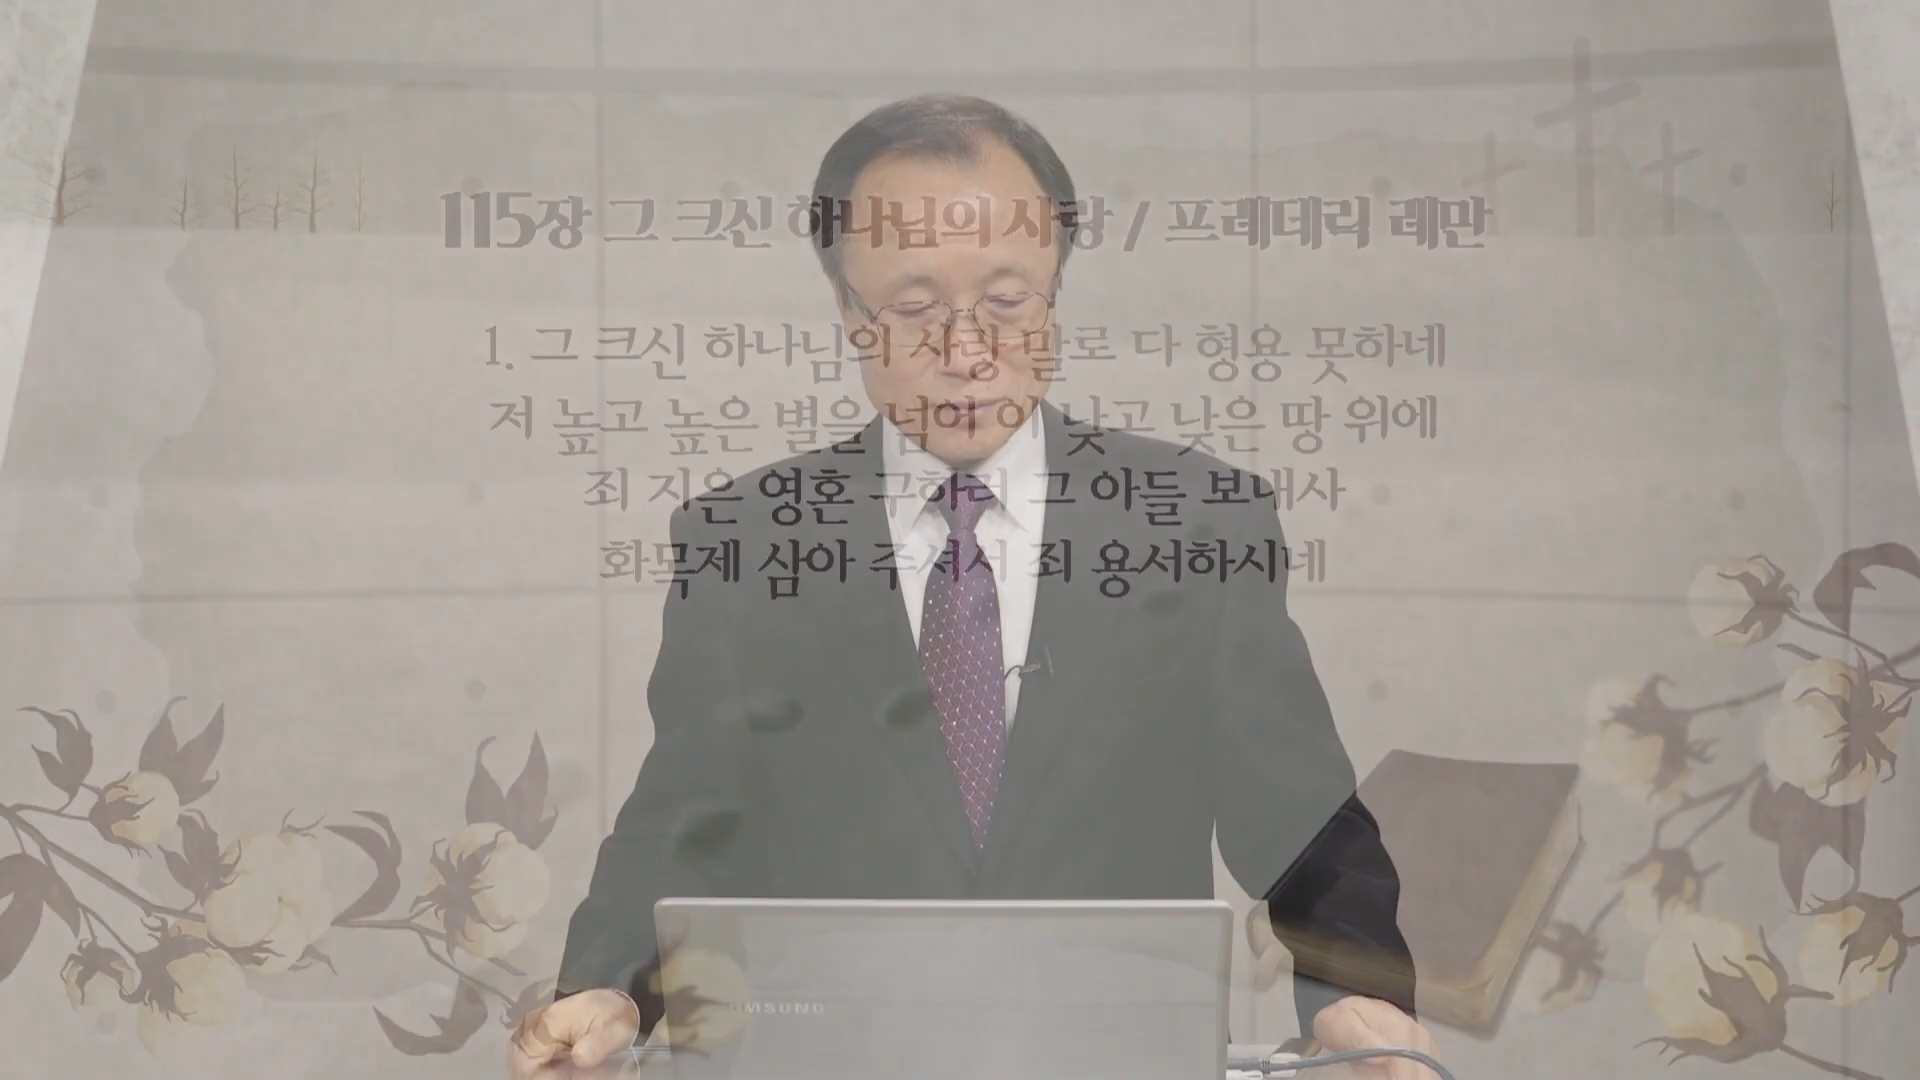 115장 그 크신 하나님의 사랑 / 프레데릭 레만
1. 그 크신 하나님의 사랑 말로 다 형용 못하네
저 높고 높은 별을 넘어 이 낮고 낮은 땅 위에
죄 지은 영혼 구하려 그 아들 보내사
화목제 삼아 주셔서 죄 용서하시네
SAMSUNG